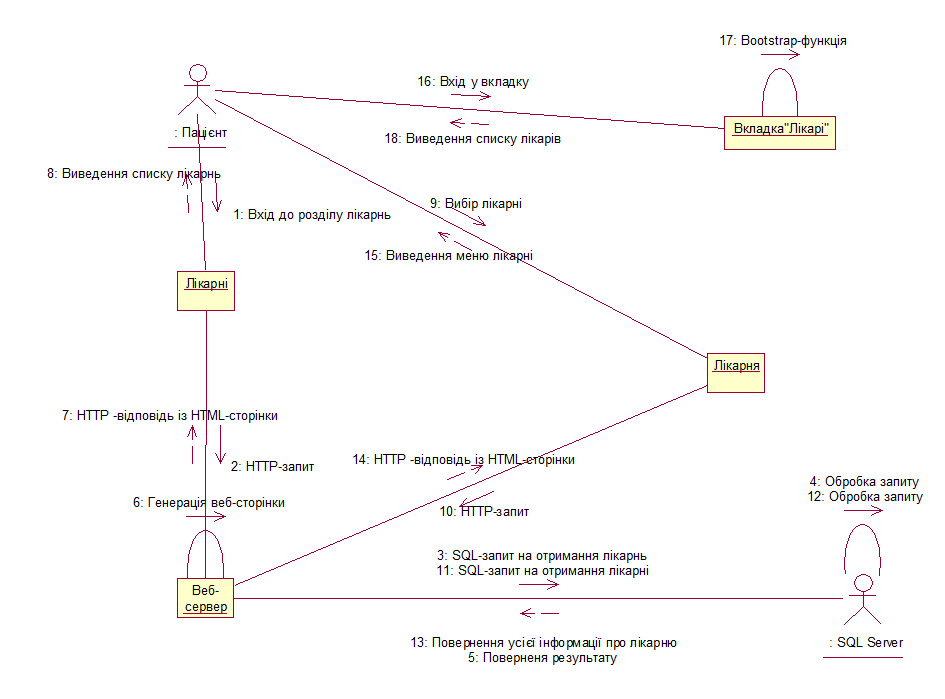 17: Bootstrap-функція
16: Вхід у вкладку
Вкладка"Лікарі"
: Пацієнт
18: Виведення списку лікарів
8: Виведення списку лікарнь
9: Вибір лікарні
1: Вхід до розділу лікарнь
15: Виведення меню лікарні
Лікарні
Лікарня
7: HTTP -відповідь із HTML-сторінки
14: HTTP -відповідь із HTML-сторінки
2: HTTP-запит
4: Обробка запиту
12: Обробка запиту
6: Генерація веб-сторінки
10: HTTP-запит
3: SQL-запит на отримання лікарнь
11: SQL-запит на отримання лікарні
Веб-
сервер
13: Повернення усієї інформації про лікарню
: SQL Server
5: Поверненя результату